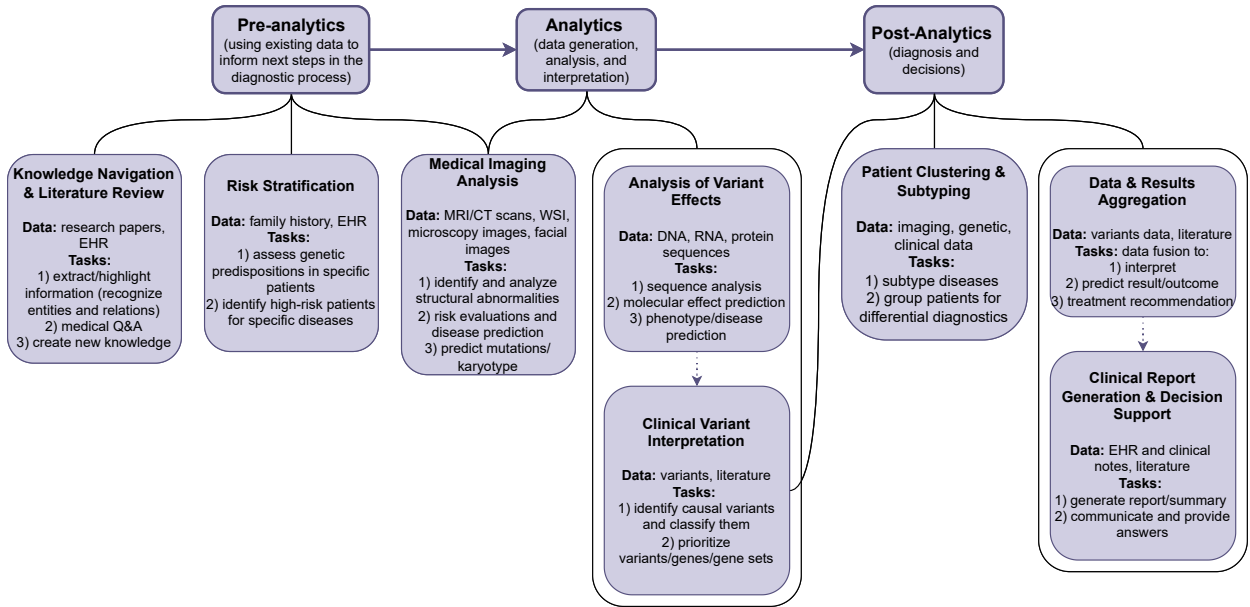 Pre-analytics
(using existing data to
inform next steps in the
diagnostic process)
Analytics
(data generation,
analysis, and
interpretation)
Post-Analytics
(diagnosis and
decisions)
Knowledge Navigation
& Literature Review
Data: research papers,
EHR
Tasks:
1) extract/highlight
information (recognize
entities and relations)
2) medical Q&A
3) create new knowledge
Risk Stratification
Data: family history, EHR
Tasks:
1) assess genetic
predispositions in specific
patients
2) identify high-risk patients
for specific diseases
Medical Imaging
Analysis
Data: MRI/CT scans, WSI,
microscopy images, facial
images
Tasks:
1) identify and analyze
structural abnormalities
2) risk evaluations and
disease prediction
3) predict mutations/
karyotype
Analysis of Variant
Effects
Data: DNA, RNA, protein
sequences
Tasks:
1) sequence analysis
2) molecular effect prediction
3) phenotype/disease
prediction
Clinical Variant
Interpretation
Data: variants, literature
Tasks:
1) identify causal variants
and classify them
2) prioritize
variants/genes/gene sets
Patient Clustering &
Subtyping
Data: imaging, genetic,
clinical data
Tasks:
1) subtype diseases
2) group patients for
differential diagnostics
Data & Results
Aggregation
Data: variants data, literature
Tasks: data fusion to:
1) interpret
2) predict result/outcome
3) treatment recommendation
Clinical Report
Generation & Decision
Support
Data: EHR and clinical
notes, literature
Tasks:
1) generate report/summary
2) communicate and provide
answers